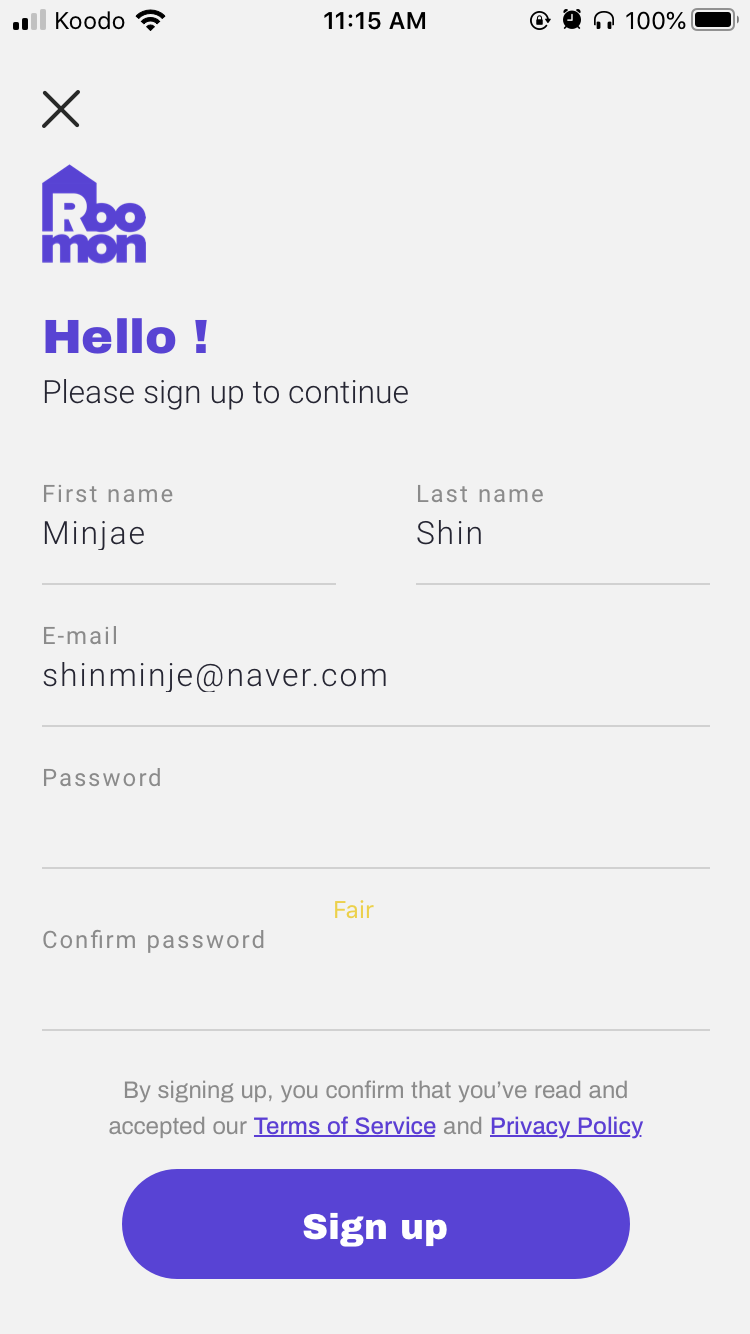 Koodo 11:15 AM 100%
Roo
mon
Hello !
Please sign up to continue
First name Last name
Minjae Shin
E-mail
shinminje@naver.com
Password
Fair
Confirm password
By signing up, you confirm that you’ve read and
accepted our Terms of Service and Privacy Policy
Sign up